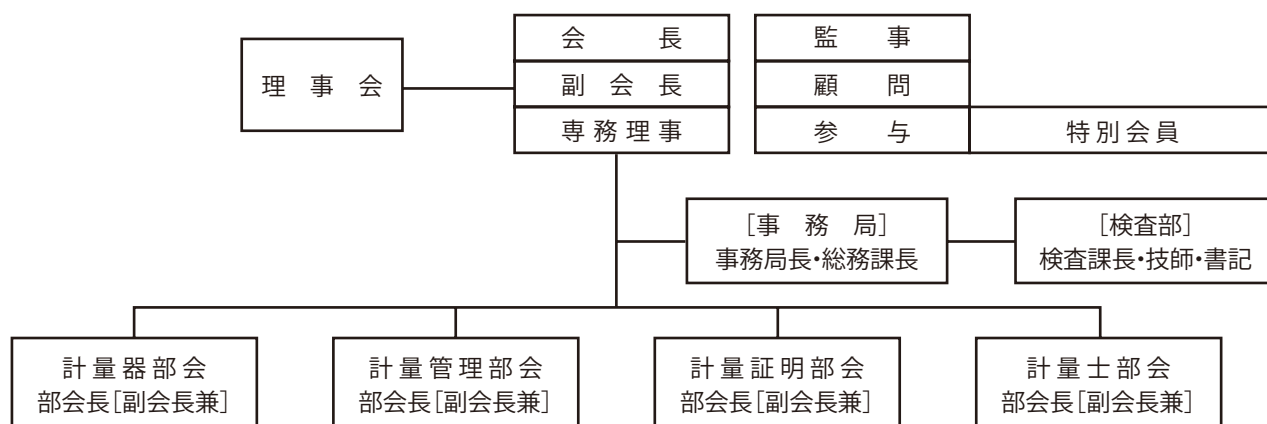 理事会
会長
副会長
専務理事
監事
顧問
参与
特別会員
[事務局]
事務局長・総務課長
[検査部]
検査課長・技師・書記
計量器部会
部会長[副会長兼]
計量管理部会
部会長[副会長兼]
計量証明部会
部会長[副会長兼]
計量士部会
部会長[副会長兼]